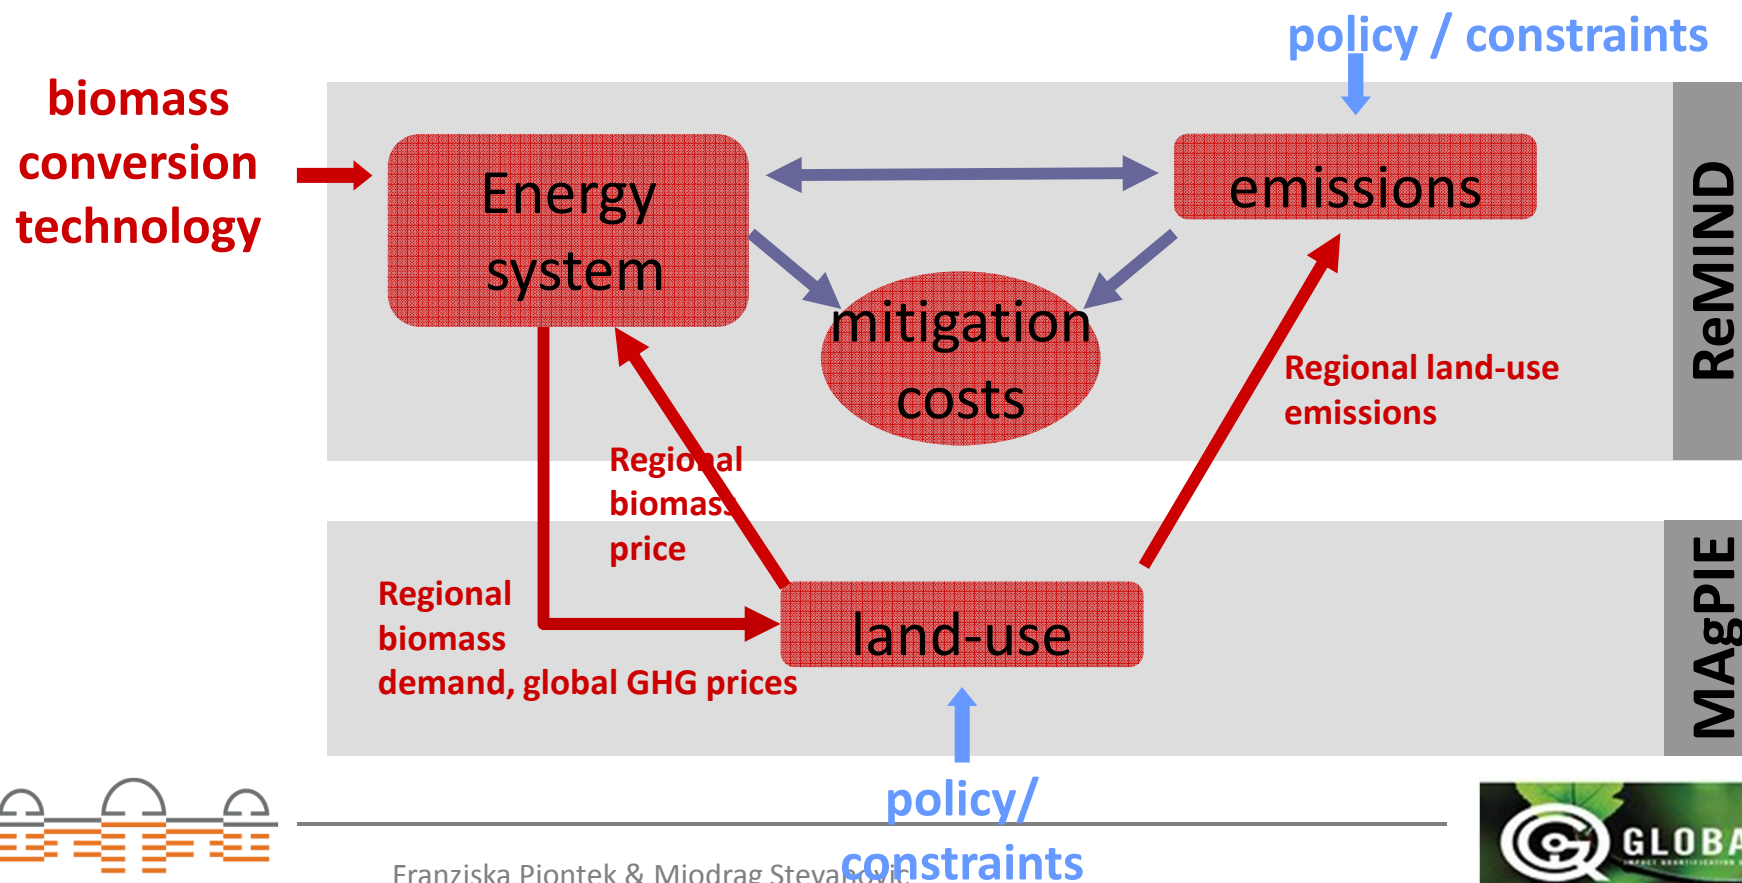 policy / constraints
biomass
conversion
technology
Energy
system
emissions
mitigation
costs
Regional land-use
emissions
ReMIND
Regional
biomass
price
Regional
biomass
demand, global GHG prices
land-use
MAgPIE
policy/
constraints
Franziska Piontek & Miodrag Stevanovic
GLOBA